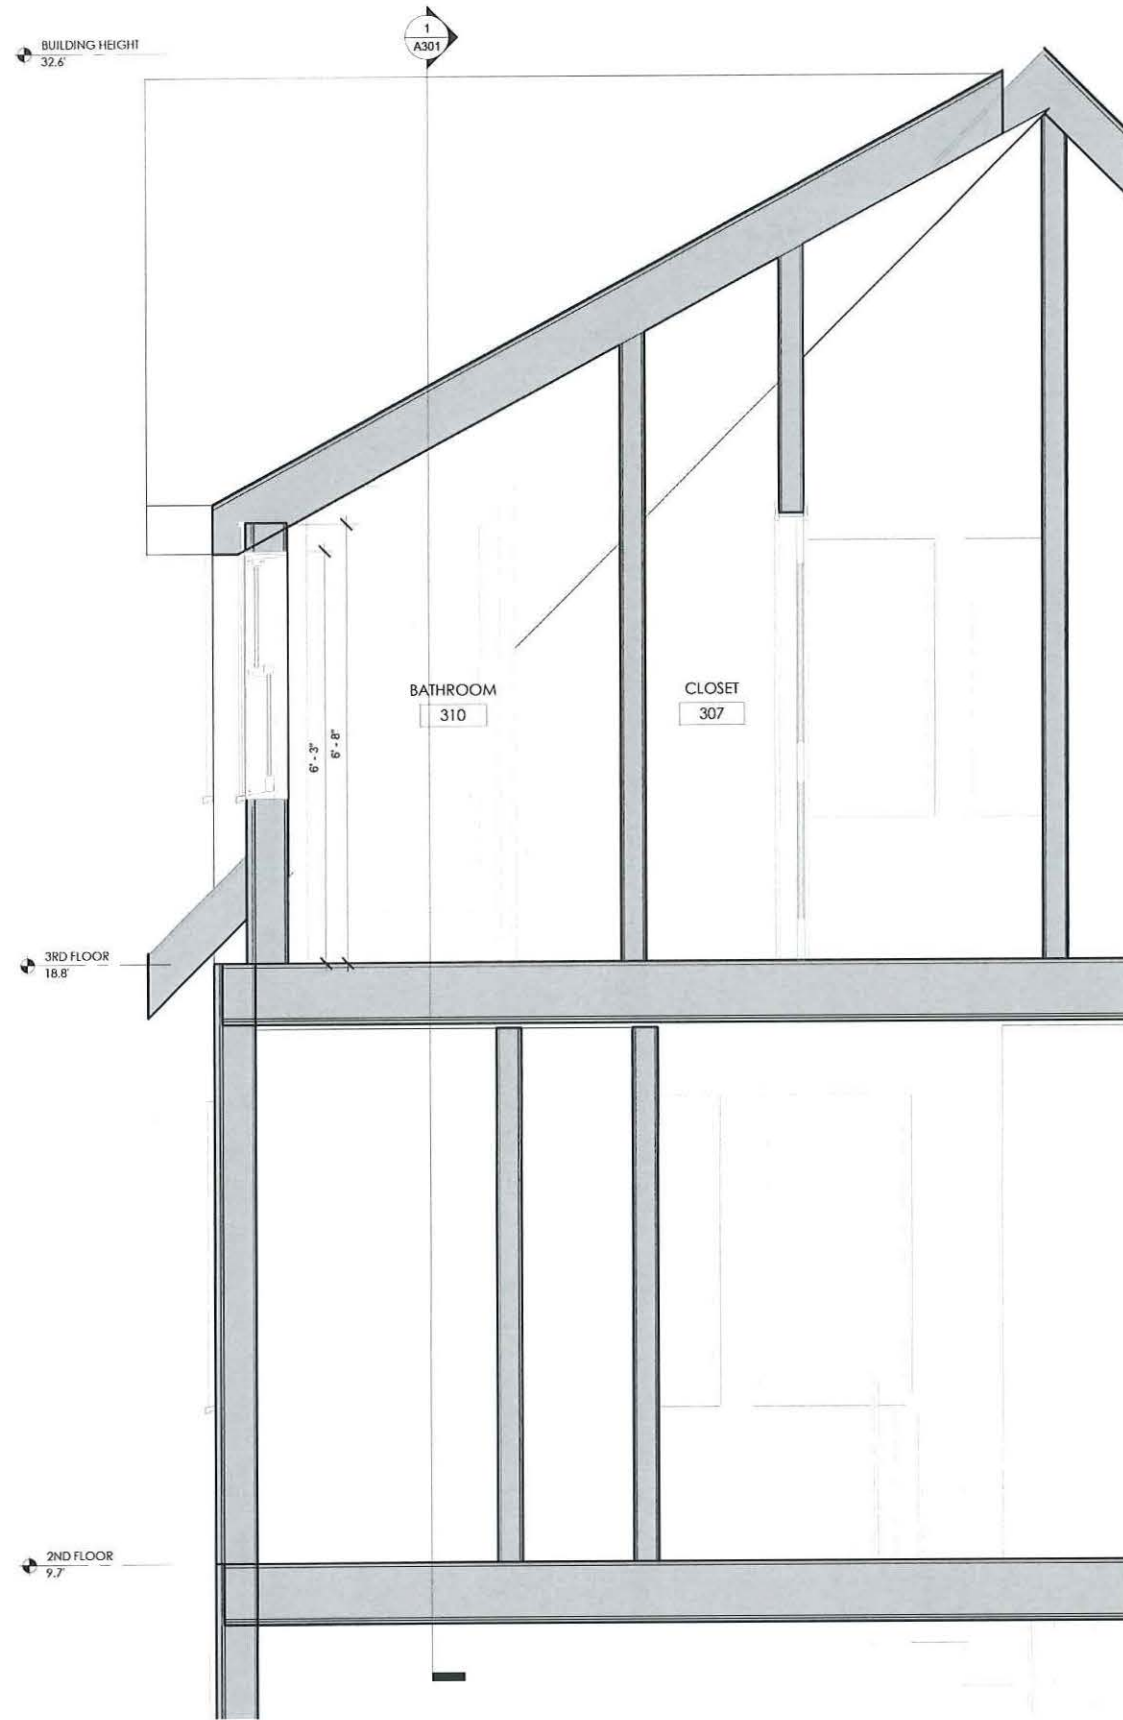 1
A301
BUILDING HEIGHT
32.6'
BATHROOM
310
CLOSET
307
6' - 3"
6' - 8"
3RD FLOOR
18.8'
2ND FLOOR
9.7'